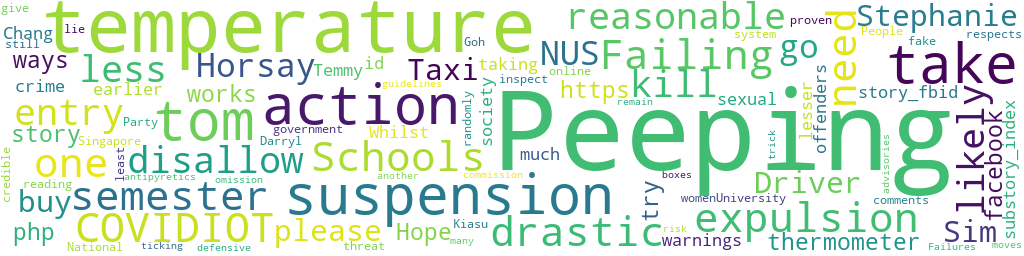 give
temperature
Peeping
reasonable
proven
Stephanie
Chang
lie
Goh
system
People
fake
respects
still
ways
less
Horsay
Temmy
id
Taxi
NUS
Failing
go
need
take
crime
earlier
works
taking
inspect
online
kill
https
sexual
offenders
story_fbid
entry
tom
action
guidelines
society
randomly
lesser
likely
facebook
substory_index
story
Party
Singapore
government
Darryl
Whilst
credible
one
disallow
least
Schools
much
remain
boxes
trick
comments
advisories
reading
antipyretics
another
commission
Driver
buy
semester
omission
suspension
try
womenUniversity
risk
php
COVIDIOT
please
Hope
Kiasu
drastic
expulsion
Sim
National
ticking
defensive
threat
many
warnings
thermometer
Failures
moves